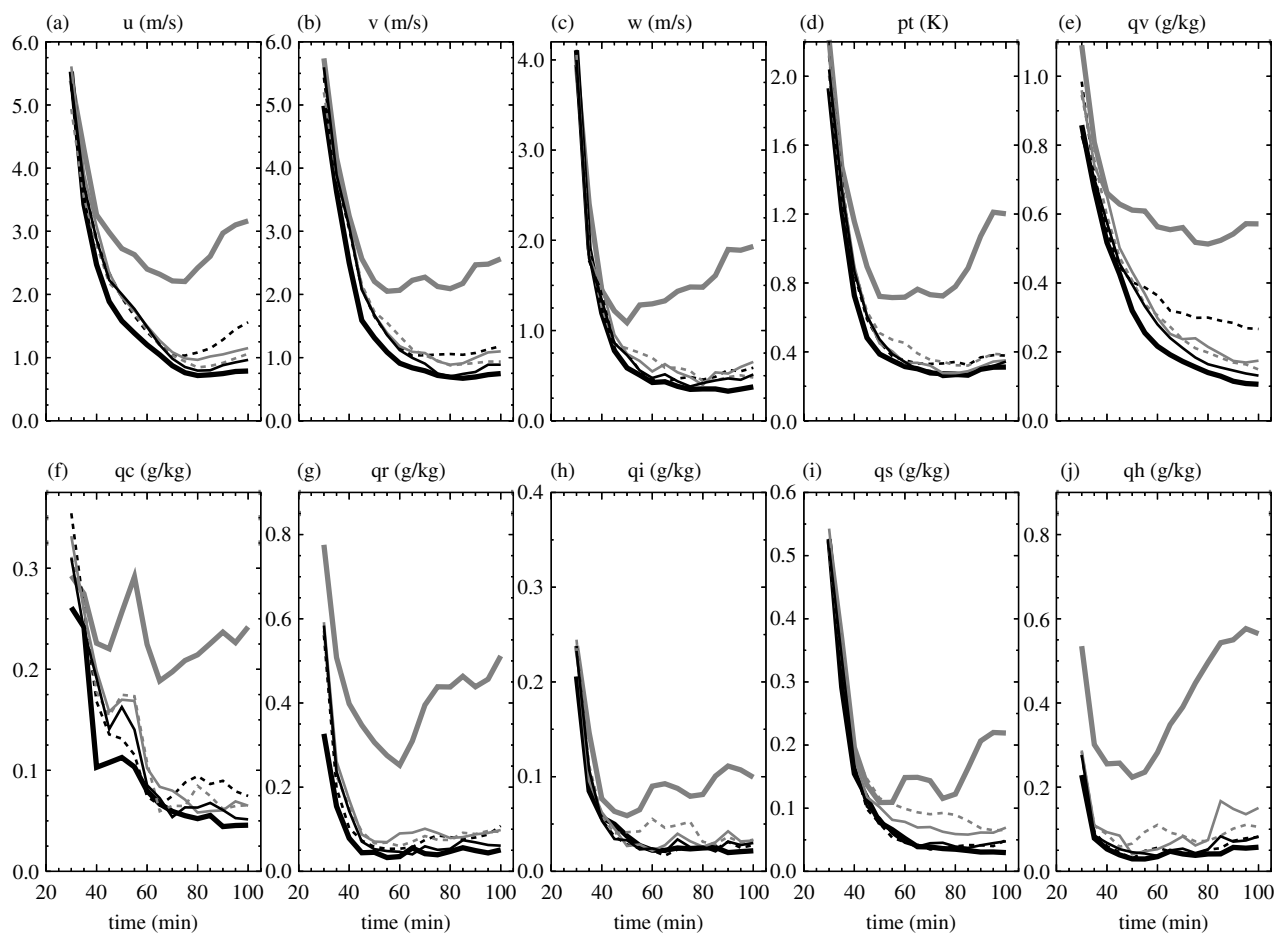 (a) u (m/s) (b) v (m/s) (c) w (m/s) (d) pt (K) (e) qv (g/kg)
6.0 6.0
4.0 2.0 1.0
5.0 5.0
3.0 1.6 0.8
4.0 4.0
3.0 3.0 2.0 1.2 0.6
2.0 2.0 0.8 0.4
1.0 1.0 1.0 0.4 0.2
0.0 0.0 0.0 0.0 0.0
(f) qc (g/kg) (g) qr (g/kg) (h) qi (g/kg) (i) qs (g/kg) (j) qh (g/kg)
0.4 0.6
0.8 0.5 0.8
0.3 0.3
0.6 0.4 0.6
0.2 0.2 0.3
0.4 0.4
0.2
0.1 0.2 0.1 0.1 0.2
0.0 0.0 0.0 0.0 0.0
20 40 60 80 100 40 60 80 100 40 60 80 100 40 60 80 100 20 40 60 80 100
time (min) time (min) time (min) time (min) time (min)